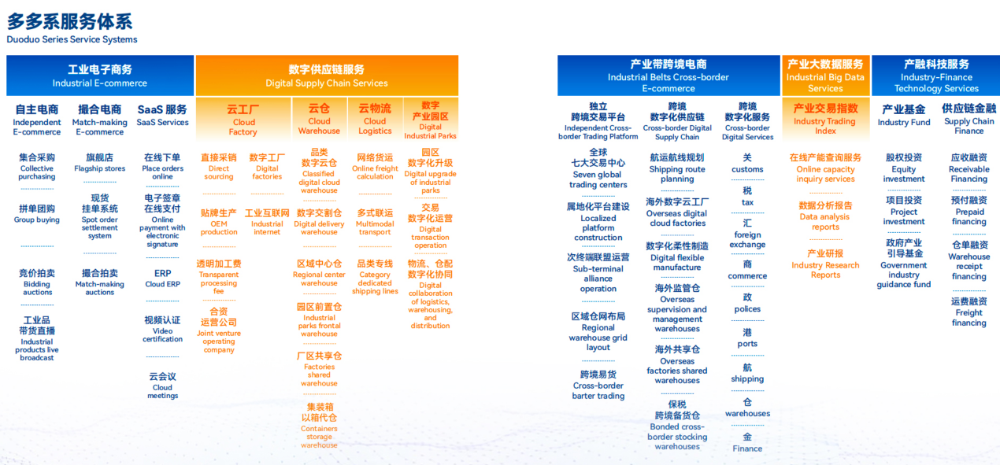 多多系服务体系
Duoduo Series Service Systems
工业电子商务
Industrial E-commerce
自主电商
Independent
E-commerce
集合采购
Collective
purchasing
拼单团购
Group buying
竞价拍卖
Bidding
auctions
工业品
带货直播
Industrial
products live
broadcast
撮合电商
Match-making
E-commerce
旗舰店
Flagship stores
现货
挂单系统
Spot order
settlement
system
撮合拍卖
Match-making
auctions
SaaS 服务
SaaS Services
在线下单
Place orders
online
电子签章
在线支付
Online
payment with
electronic
signature
ERP
Cloud ERP
视频认证
Video
certification
云会议
Cloud
meetings
数字供应链服务
Digital Supply Chain Services
云工厂
Cloud
Factory
直接采销
Direct
sourcing
贴牌生产
OEM
production
透明加工费
Transparent
processing
fee
合资
运营公司
Joint venture
operating
company
数字工厂
Digital
factories
工业互联网
Industrial
internet
云仓
Cloud
Warehouse
品类
数字云仓
Classified
digital cloud
warehouse
数字交割仓
Digital delivery
warehouse
区域中心仓
Regional center
warehouse
园区前置仓
Industrial
parks frontal
warehouse
厂区共享仓
Factories
shared
warehouse
集装箱
以箱代仓
Containers
storage
warehouse
云物流
Cloud
Logistics
网络货运
Online freight
calculation
多式联运
Multimodal
transport
品类专线
Category
dedicated
shipping lines
数字
产业园区
Digital
Industrial Parks
园区
数字化升级
Digital upgrade
of industrial
parks
交易
数字化运营
Digital
transaction
operation
物流、仓配
数字化协同
Digital
collaboration
of logistics,
warehousing,
and
distribution
产业带跨境电商
Industrial Belts Cross-border
E-commerce
独立
跨境交易平台
Independent Cross-
border Trading Platform
全球
七大交易中心
Seven global
trading centers
属地化平台建设
Localized
platform
construction
次终端联盟运营
Sub-terminal
alliance
operation
区域仓网布局
Regional
warehouse grid
layout
跨境易货
Cross-border
barter trading
跨境
数字化供应链
Cross-border Digital
Supply Chain
航运航线规划
Shipping route
planning
海外数字云工厂
Overseas digital
cloud factories
数字化柔性制造
Digital flexible
manufacture
海外监管仓
Overseas
supervision and
management
warehouses
海外共享仓
Overseas
factories shared
warehouses
保税
跨境备货仓
Bonded cross-
border stocking
warehouses
跨境
数字化服务
Cross-border
Digital Services
关
customs
税
tax
汇
foreign
exchange
商
commerce
政
polices
港
ports
航
shipping
仓
warehouses
金
Finance
产业大数据服务
Industrial Big Data
Services
产业交易指数
Industry Trading
Index
在线产能查询服务
Online capacity
inquiry services
数据分析报告
Data analysis
reports
产业研报
Industry Research
Reports
产融科技服务
Industry-Finance
Technology Services
产业基金
Industry Fund
股权投资
Equity
investment
项目投资
Project
investment
政府产业
引导基金
Government
industry
guidance fund
供应链金融
Supply Chain
Finance
应收融资
Receivable
Financing
预付融资
Prepaid
financing
仓单融资
Warehouse
receipt
financing
运费融资
Freight
financing